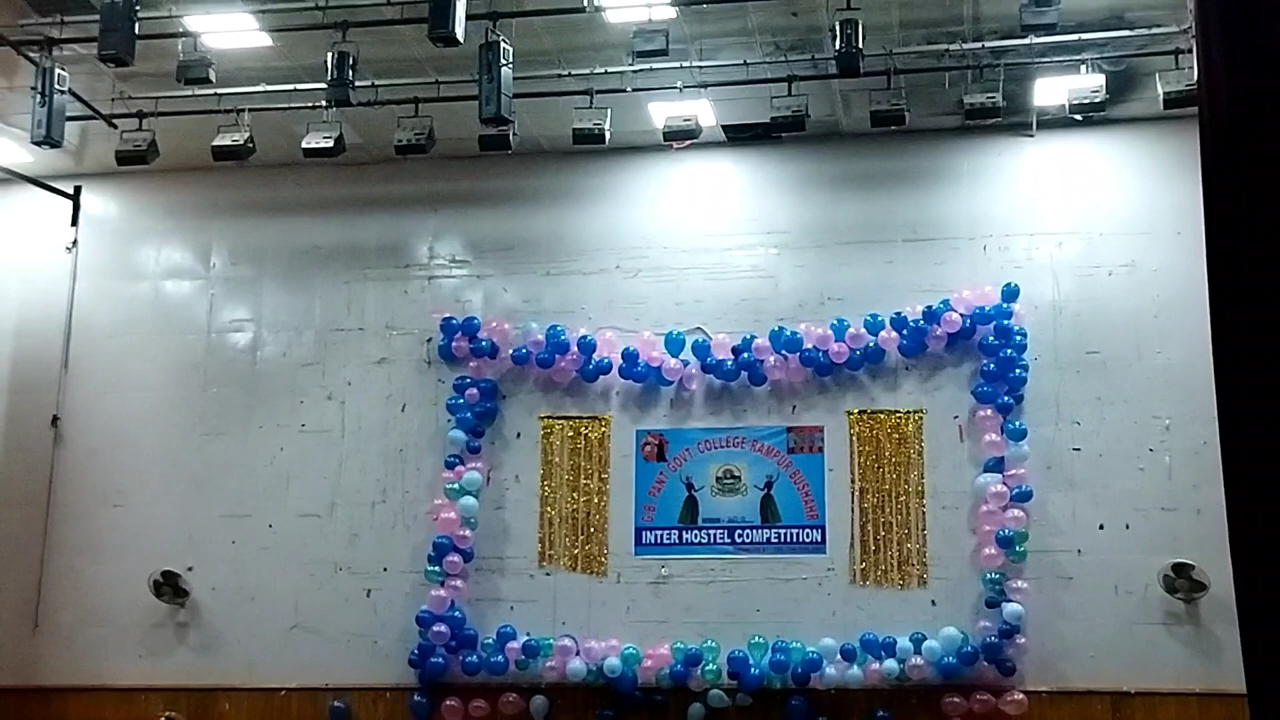 G.B. PANT GOVT. COLLEGE RAMPUR BUSHAHR
INTER HOSTEL COMPETITION